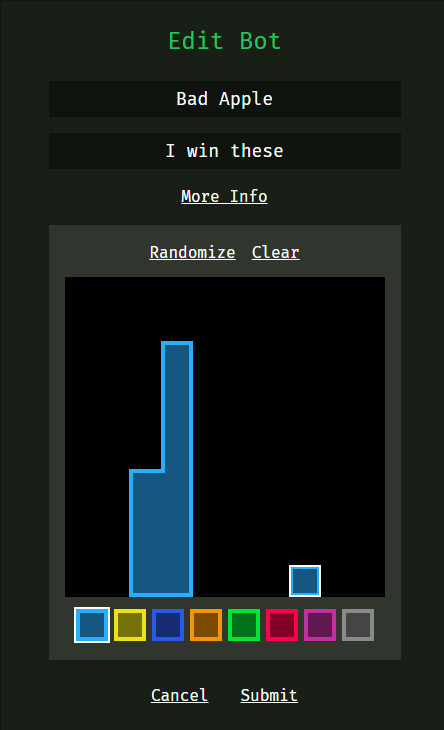 Edit Bot
Bad Apple
I win these
More Info
Randomize Clear
Cancel Submit